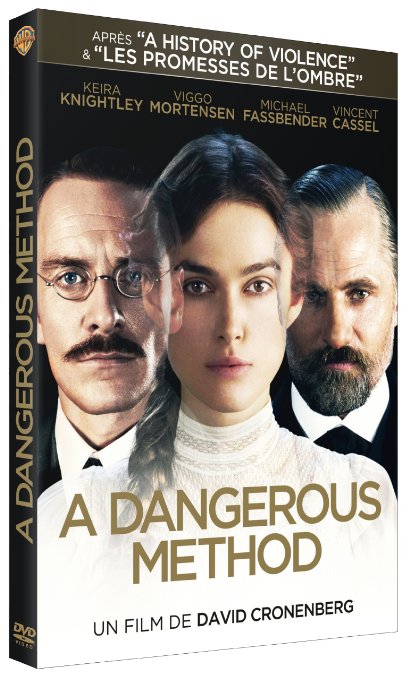 APRÈS "A HISTORY OF VIOLENCE"
& "LES PROMESSES DE L'OMBRE"
KEIRA KNIGHTLEY
VIGGO MORTENSEN
MICHAEL FASSBENDER
VINCENT CASSEL
A DANGEROUS
METHOD
UN FILM DE DAVID CRONENBERG
A DANGEROUS METHOD
DVD
VIDEO